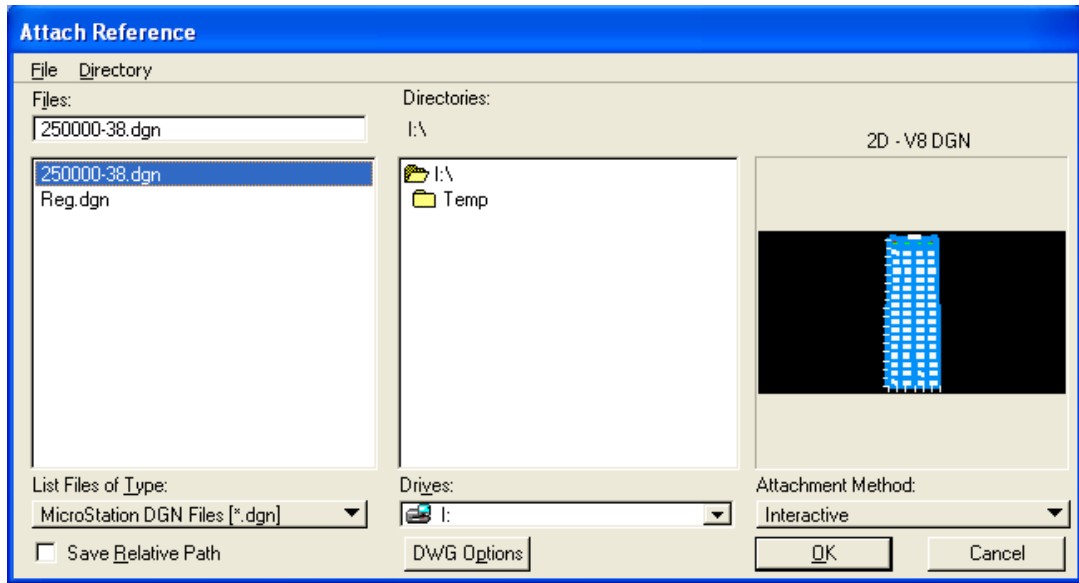 Attach Reference
File Directory
Files:
250000-38.dgn
250000-38.dgn
Reg.dgn
List Files of Type:
MicroStation DGN Files [*.dgn]
Save Relative Path
Directories:
I:\
I:\
Temp
Drives:
I:
DWG Options
2D - V8 DGN
Attachment Method:
Interactive
OK
Cancel